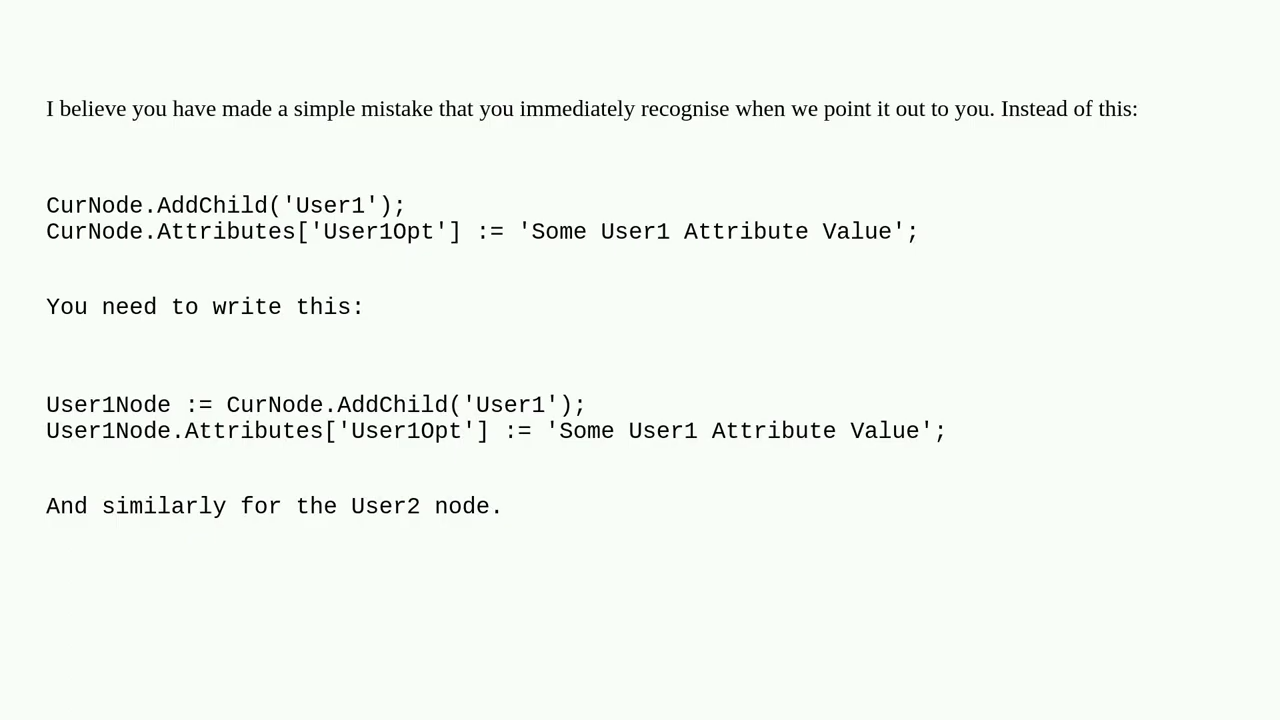 I believe you have made a simple mistake that you immediately recognise when we point it out to you. Instead of this:
CurNode.AddChild('User1');
CurNode.Attributes['User1Opt'] := 'Some User1 Attribute Value';
You need to write this:
User1Node := CurNode.AddChild('User1');
User1Node.Attributes['User1Opt'] := 'Some User1 Attribute Value';
And similarly for the User2 node.